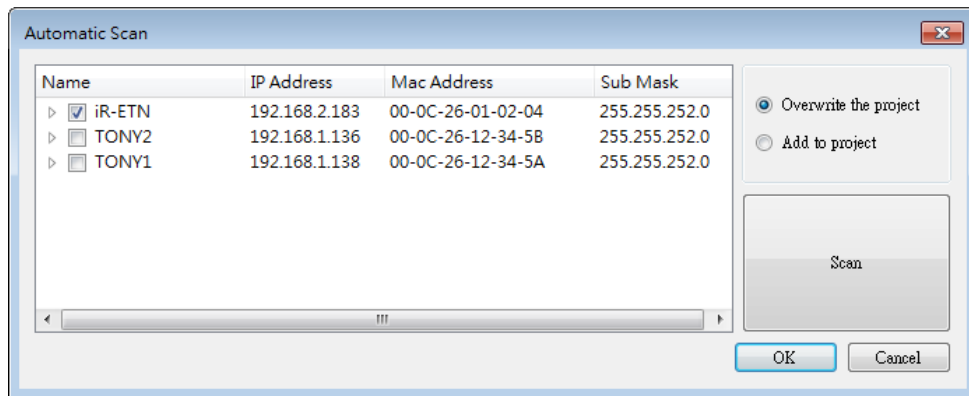 Automatic Scan
Name IP Address Mac Address Sub Mask
iR-ETN 192.168.2.183 00-0C-26-01-02-04 255.255.252.0
TONY2 192.168.1.136 00-0C-26-12-34-5B 255.255.252.0
TONY1 192.168.1.138 00-0C-26-12-34-5A 255.255.252.0
Overwrite the project
Add to project
Scan
OK Cancel